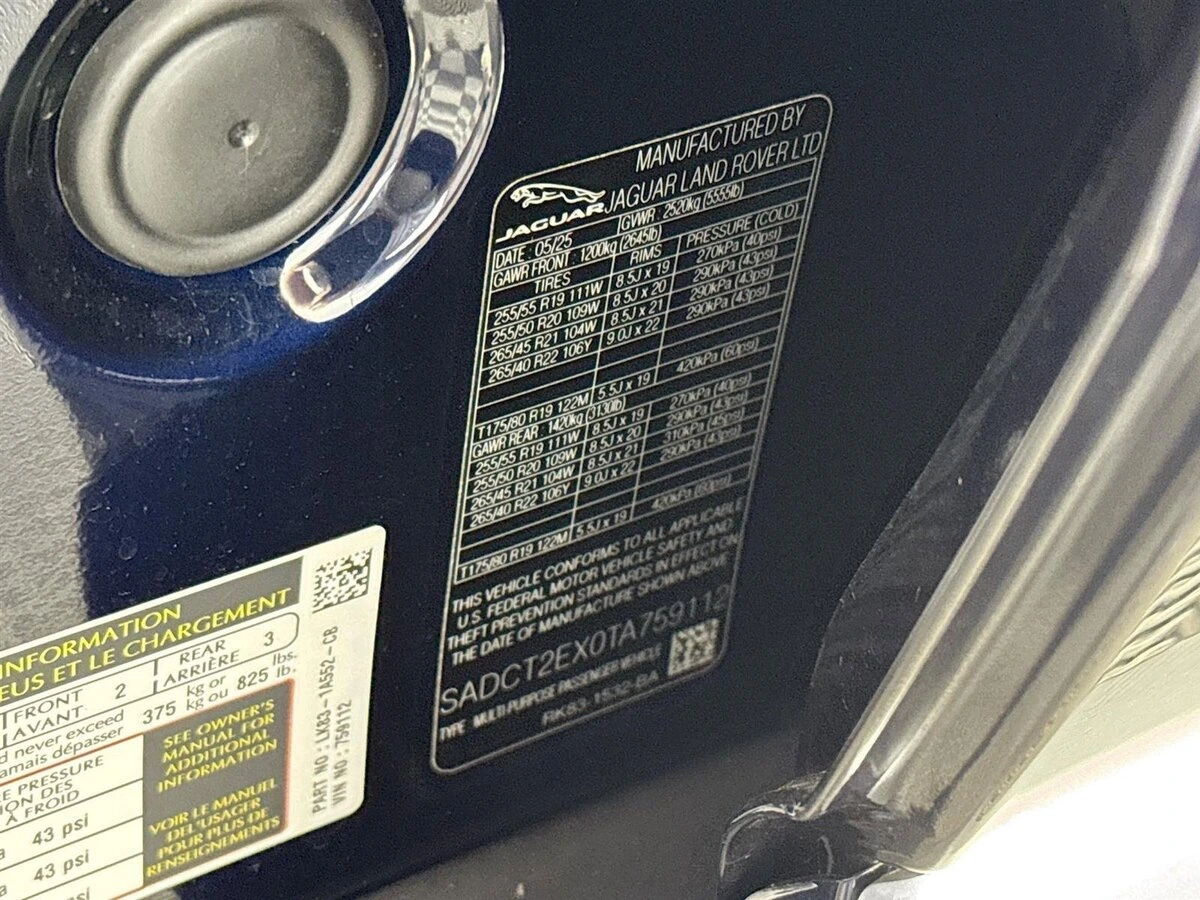 MANUFACTURED BY
JAGUAR JAGUAR LAND ROVER LTD
DATE : 05/25 GVWR : 2520kg (5555lb)
GAWR FRONT : 1200kg (2645lb)
TIRES RIMS PRESSURE (COLD)
255/55 R19 111W 8.5J x 19 270kPa (40psi)
255/50 R20 109W 8.5J x 20 290kPa (43psi)
265/45 R21 104W 8.5J x 21 290kPa (43psi)
265/40 R22 106Y 9.0J x 22 290kPa (43psi)
T175/80 R19 122M 5.5J x 19 420kPa (60psi)
GAWR REAR 1420kg (3130lb)
255/55 R19 111W 8.5J x 19 270kPa (40psi)
255/50 R20 109W 8.5J x 20 290kPa (43psi)
265/45 R21 104W 8.5J x 21 310kPa (45psi)
265/40 R22 106Y 9.0J x 22 290kPa (43psi)
T175/80 R19 122M 5.5J x 19 420kPa (60psi)
THIS VEHICLE CONFORMS TO ALL APPLICABLE
U.S. FEDERAL MOTOR VEHICLE SAFETY AND
THEFT PREVENTION STANDARDS IN EFFECT ON
THE DATE OF MANUFACTURE SHOWN ABOVE
SADCT2EX0TA759112
TYPE MULTI PURPOSE PASSENGER VEHICLE
RK83-1532-BA
INFORMATION
EUS ET LE CHARGEMENT
FRONT 2 REAR 3
AVANT ARRIÈRE
d never exceed 375 kg or 825 lbs.
amais dépasser kg ou lb.
E PRESSURE
ION DES
À FROID
43 psi
43 psi
psi
SEE OWNER'S
MANUAL FOR
ADDITIONAL
INFORMATION
VOIR LE MANUEL
DE L'USAGER
POUR PLUS DE
RENSEIGNEMENTS
PART NO : LK83-1A552-CB
VIN NO : 759112